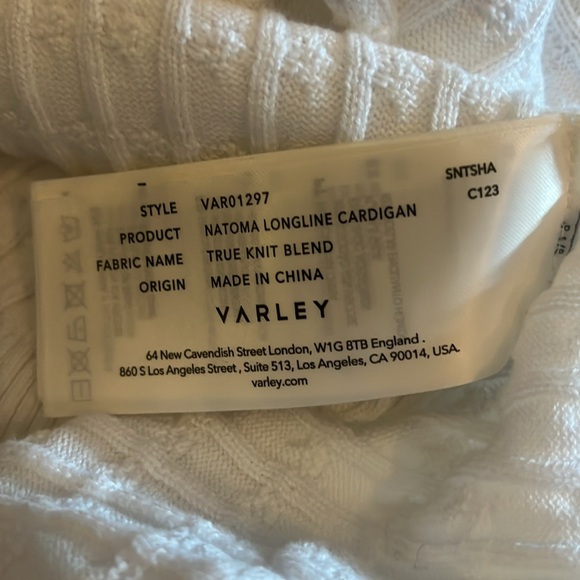 SNTSHA
C123
STYLE VAR01297
PRODUCT NATOMA LONGLINE CARDIGAN
FABRIC NAME TRUE KNIT BLEND
ORIGIN MADE IN CHINA
VARLEY
64 New Cavendish Street London, W1G 8TB England .
860 S Los Angeles Street , Suite 513, Los Angeles, CA 90014, USA.
varley.com